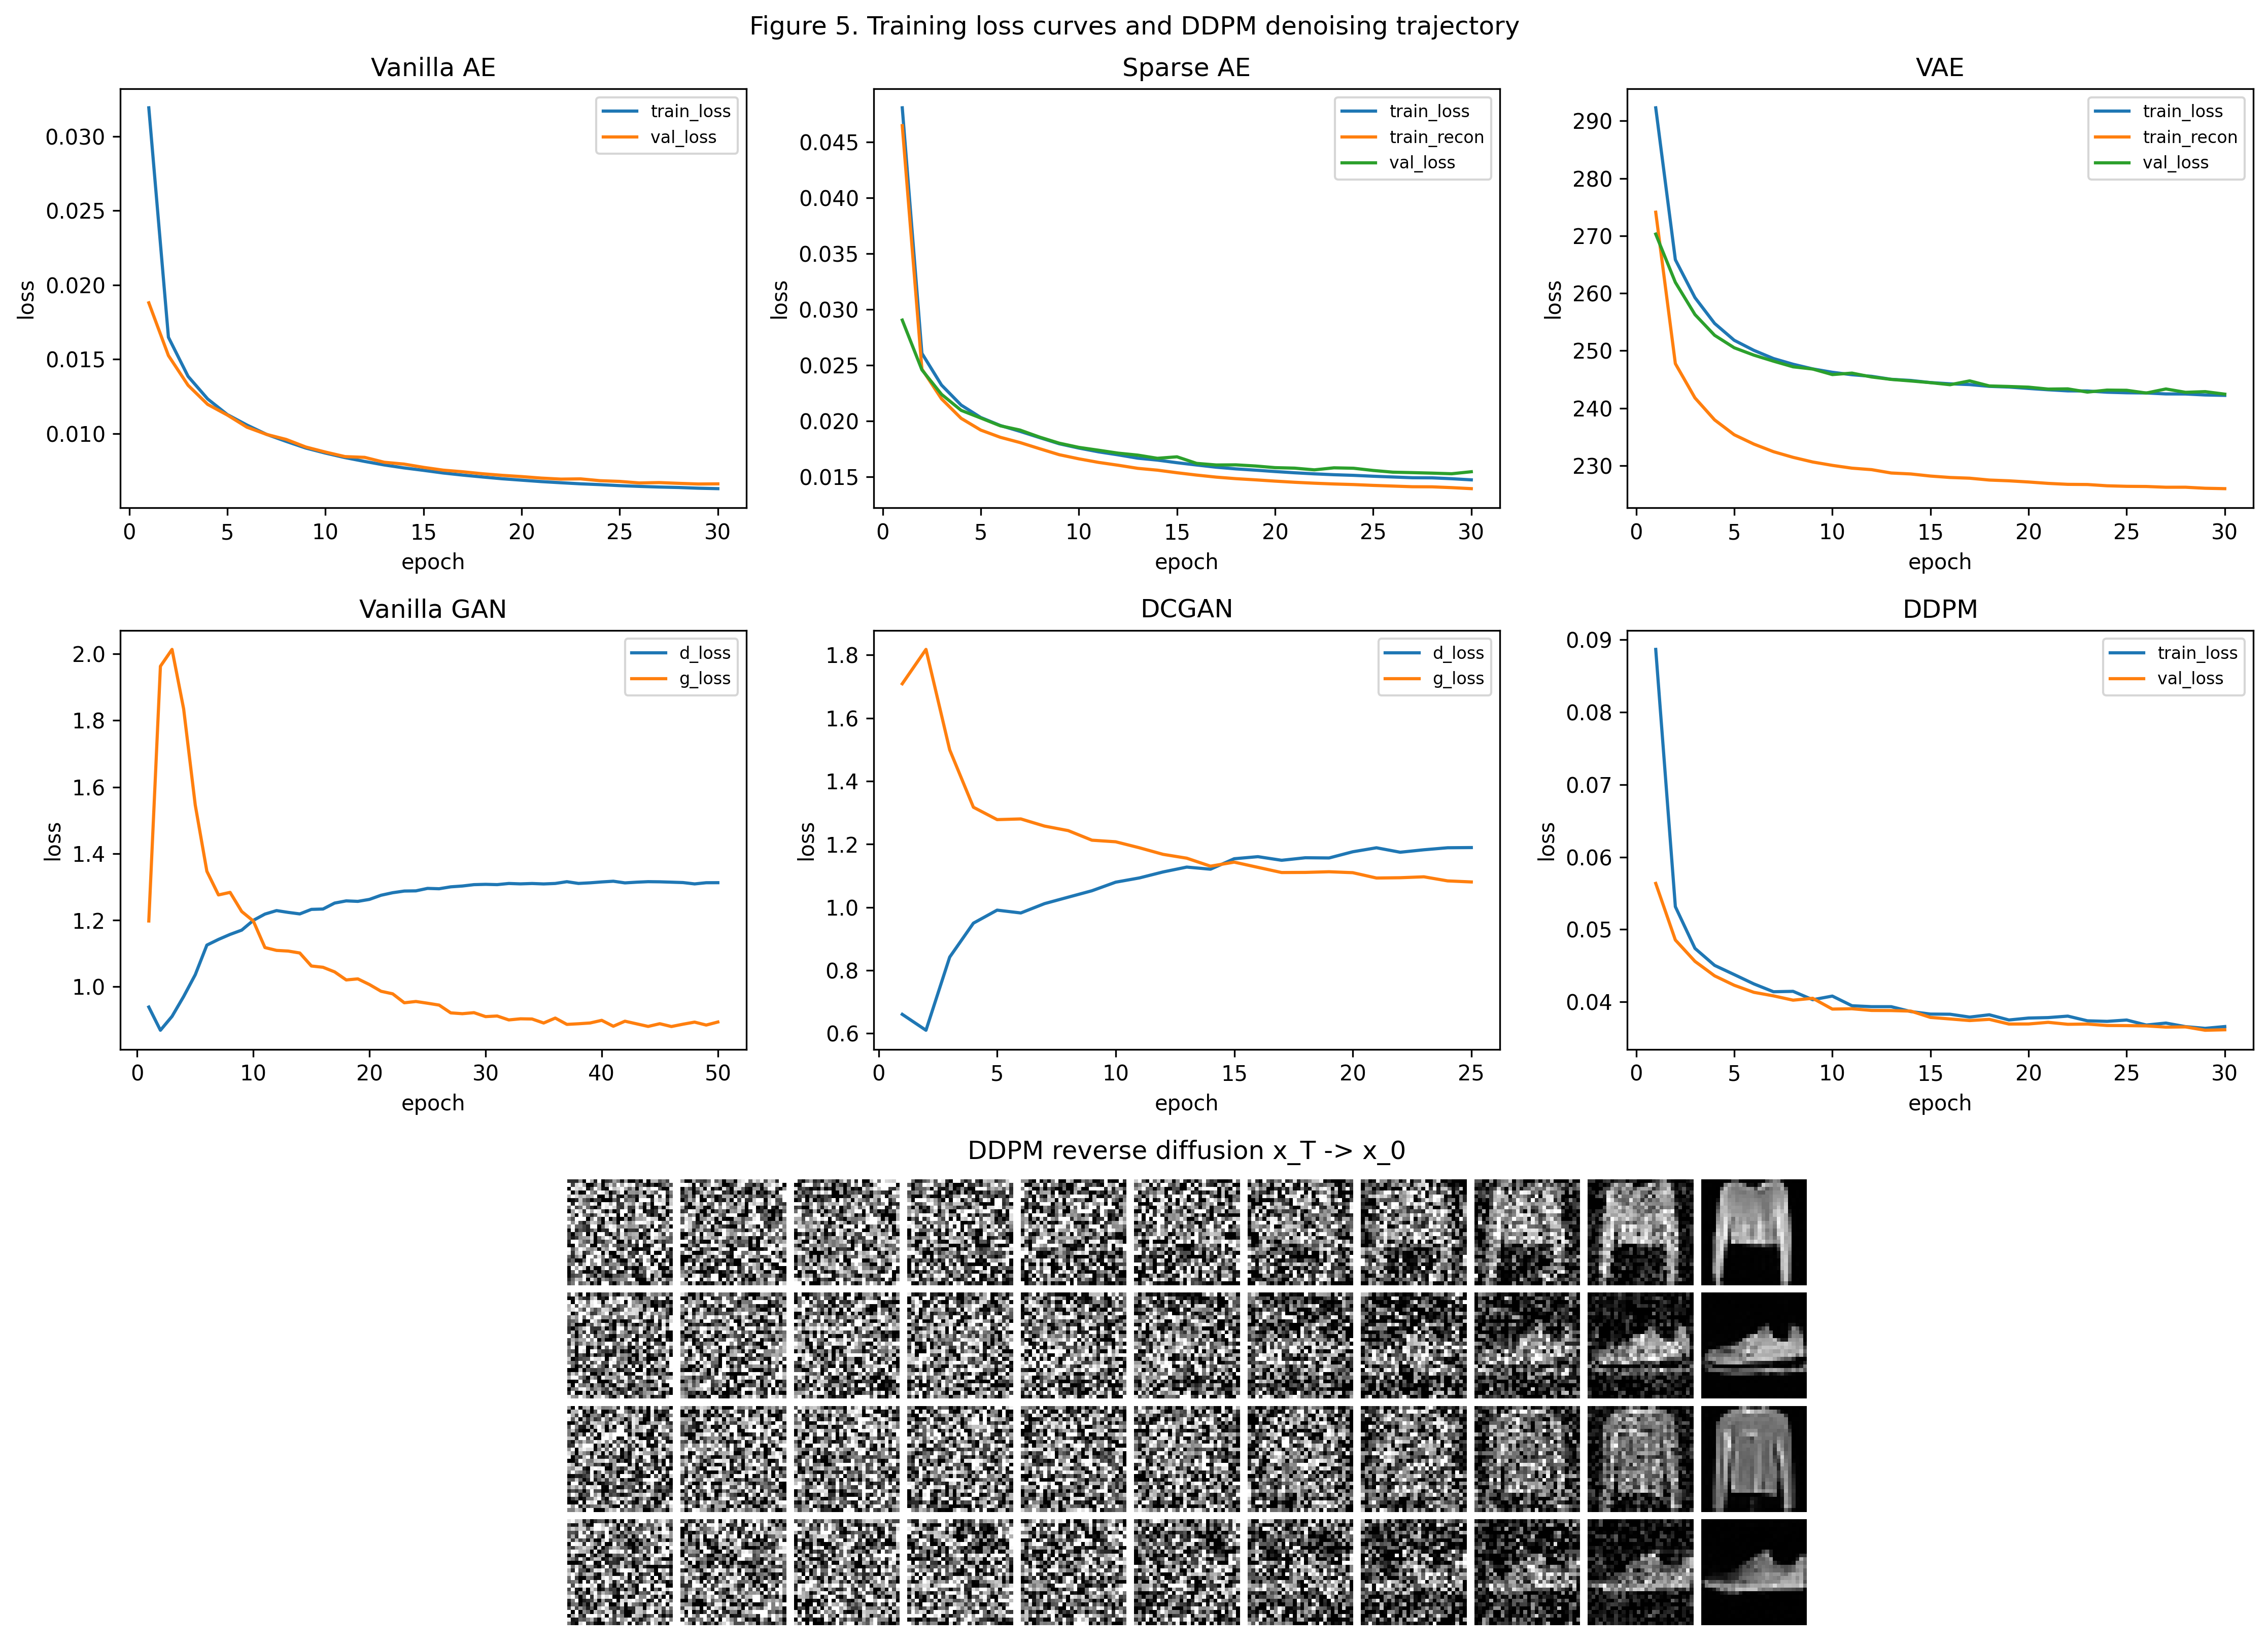 Figure 5. Training loss curves and DDPM denoising trajectory
Vanilla AE
train_loss
val_loss
loss
0.030
0.025
0.020
0.015
0.010
0 5 10 15 20 25 30
epoch
Sparse AE
train_loss
train_recon
val_loss
loss
0.045
0.040
0.035
0.030
0.025
0.020
0.015
0 5 10 15 20 25 30
epoch
VAE
train_loss
train_recon
val_loss
loss
290
280
270
260
250
240
230
0 5 10 15 20 25 30
epoch
Vanilla GAN
d_loss
g_loss
loss
2.0
1.8
1.6
1.4
1.2
1.0
0 10 20 30 40 50
epoch
DCGAN
d_loss
g_loss
loss
1.8
1.6
1.4
1.2
1.0
0.8
0.6
0 5 10 15 20 25
epoch
DDPM
train_loss
val_loss
loss
0.09
0.08
0.07
0.06
0.05
0.04
0 5 10 15 20 25 30
epoch
DDPM reverse diffusion x_T -> x_0